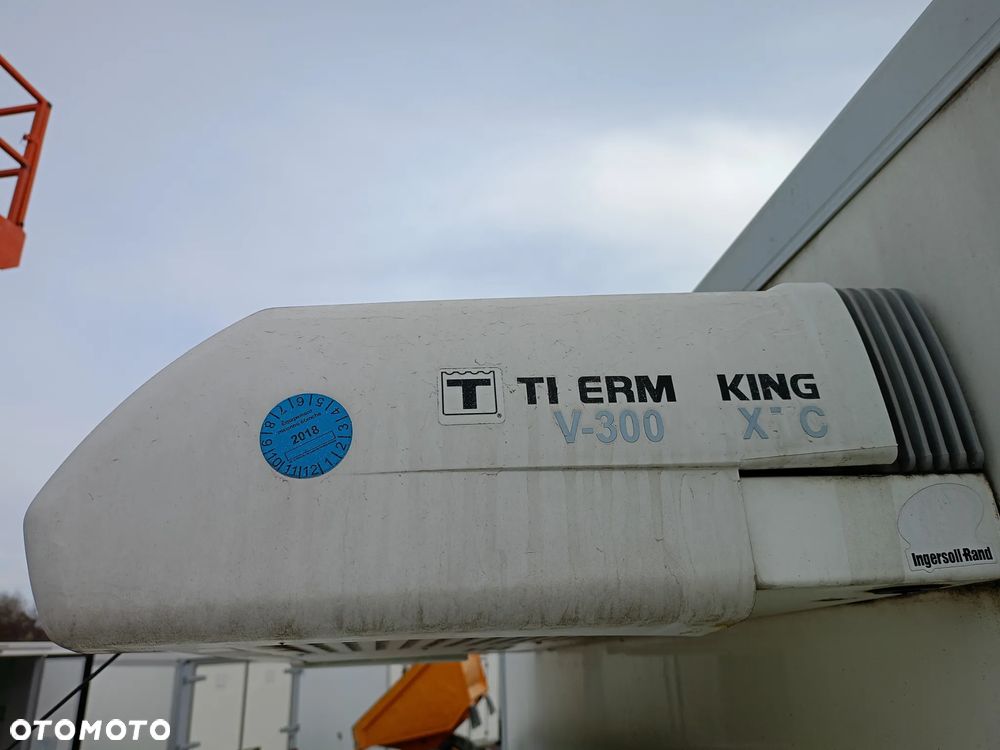 T TI ERM KING
V-300 X C
2018
Ingersoll-Rand
OTOMOTO